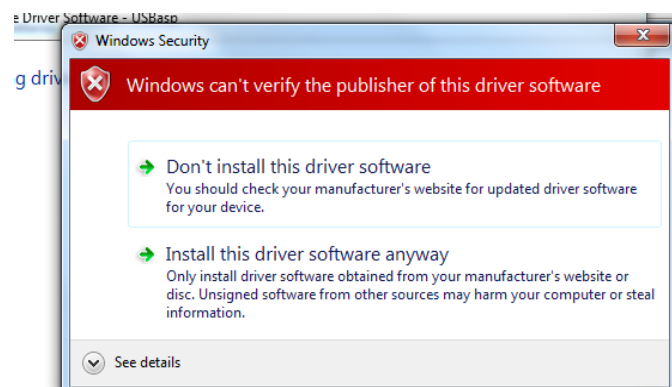 e Driver Software - USBasp
Windows Security
g driv
Windows can't verify the publisher of this driver software
Don't install this driver software
You should check your manufacturer's website for updated driver software
for your device.
Install this driver software anyway
Only install driver software obtained from your manufacturer's website or
disc. Unsigned software from other sources may harm your computer or steal
information.
See details